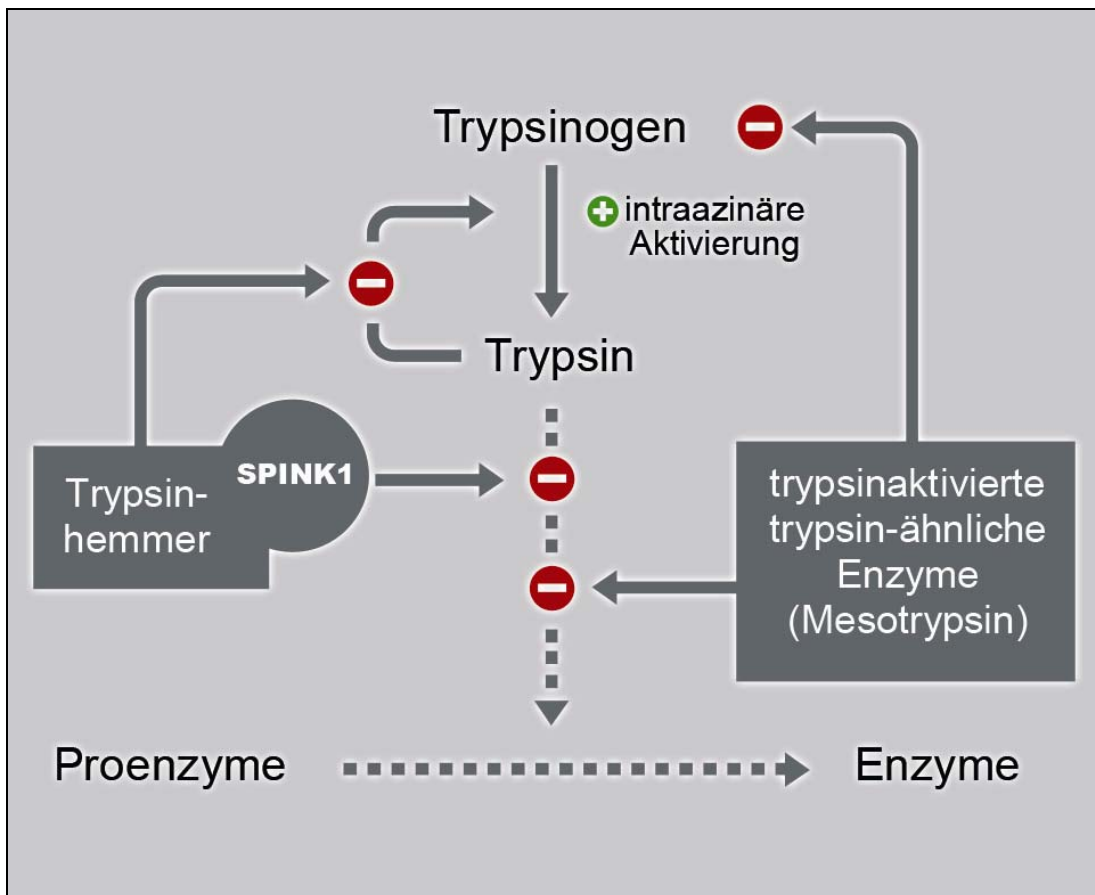 Trypsinogen
intraazinäre
Aktivierung
Trypsin
Trypsin-
hemmer
SPINK1
trypsinaktivierte
trypsin-ähnliche
Enzyme
(Mesotrypsin)
Proenzyme
Enzyme